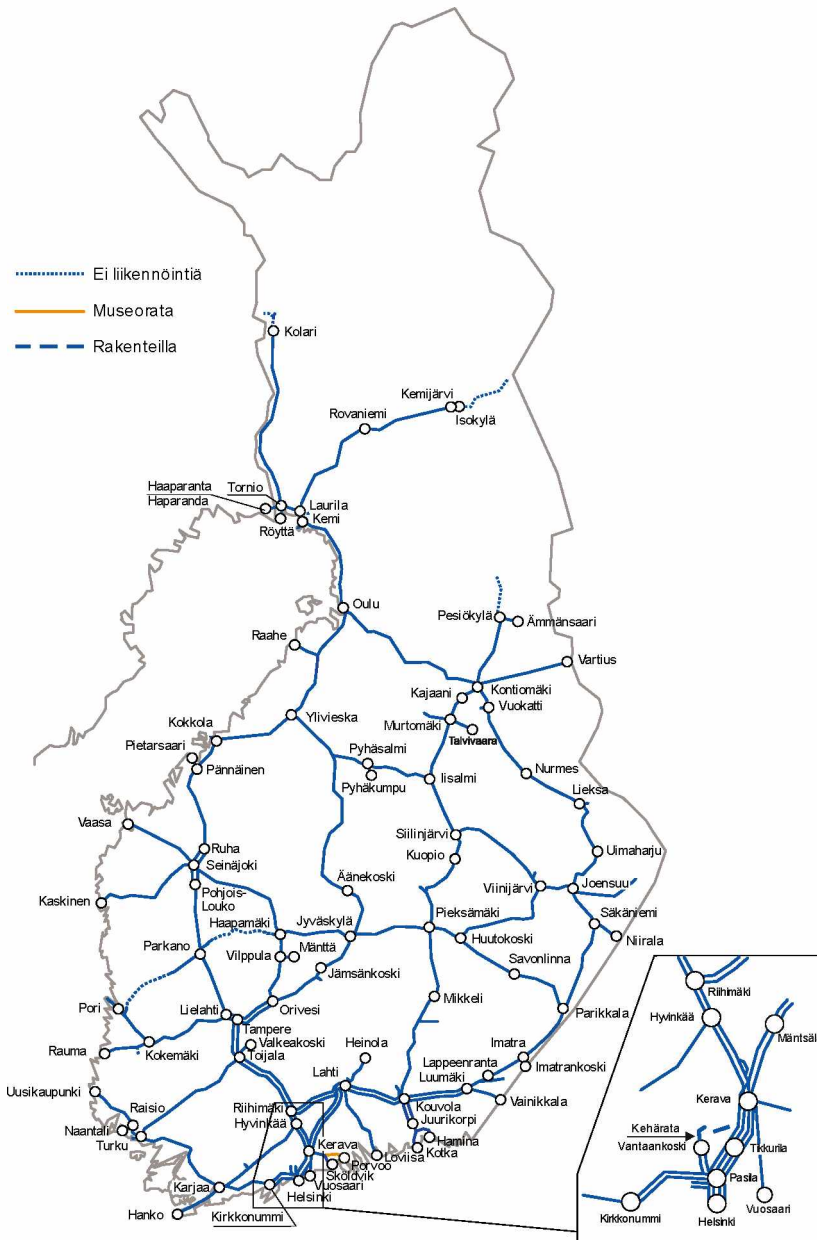 Ei liikennöintiä
Museorata
Rakenteilla
Kolari
Kemijärvi
Isokylä
Rovaniemi
Haaparanta
Haparanda
Tornio
Laurila
Kemi
Röyttä
Oulu
Pesiökylä
Ämmänsaari
Raahe
Vartius
Kajaani
Kontiomäki
Vuokatti
Murtomäki
Talvivaara
Ylivieska
Kokkola
Pietarsaari
Pännäinen
Pyhäsalmi
Pyhäkumpu
Iisalmi
Nurmes
Lieksa
Vaasa
Ruha
Seinäjoki
Siilinjärvi
Kuopio
Uimaharju
Kaskinen
Pohjois-
Louko
Äänekoski
Viinijärvi
Joensuu
Haapamäki
Jyväskylä
Pieksämäki
Säkäniemi
Niirala
Parkano
Vilppula
Mänttä
Huutokoski
Savonlinna
Jämsänkoski
Pori
Lielahti
Orivesi
Mikkeli
Parikkala
Tampere
Valkeakoski
Toijala
Rauma
Kokemäki
Heinola
Imatra
Imatrankoski
Lappeenranta
Luumäki
Lahti
Uusikaupunki
Kouvola
Vainikkala
Raisio
Naantali
Turku
Riihimäki
Hyvinkää
Juurikorpi
Hamina
Kotka
Kerava
Porvoo
Sköldvik
Loviisa
Vuosaari
Helsinki
Karjaa
Hanko
Kirkkonummi
Riihimäki
Hyvinkää
Mäntsäl
Kerava
Kehärata
Vantaankoski
Tikkurila
Pasila
Kirkkonummi
Helsinki
Vuosaari